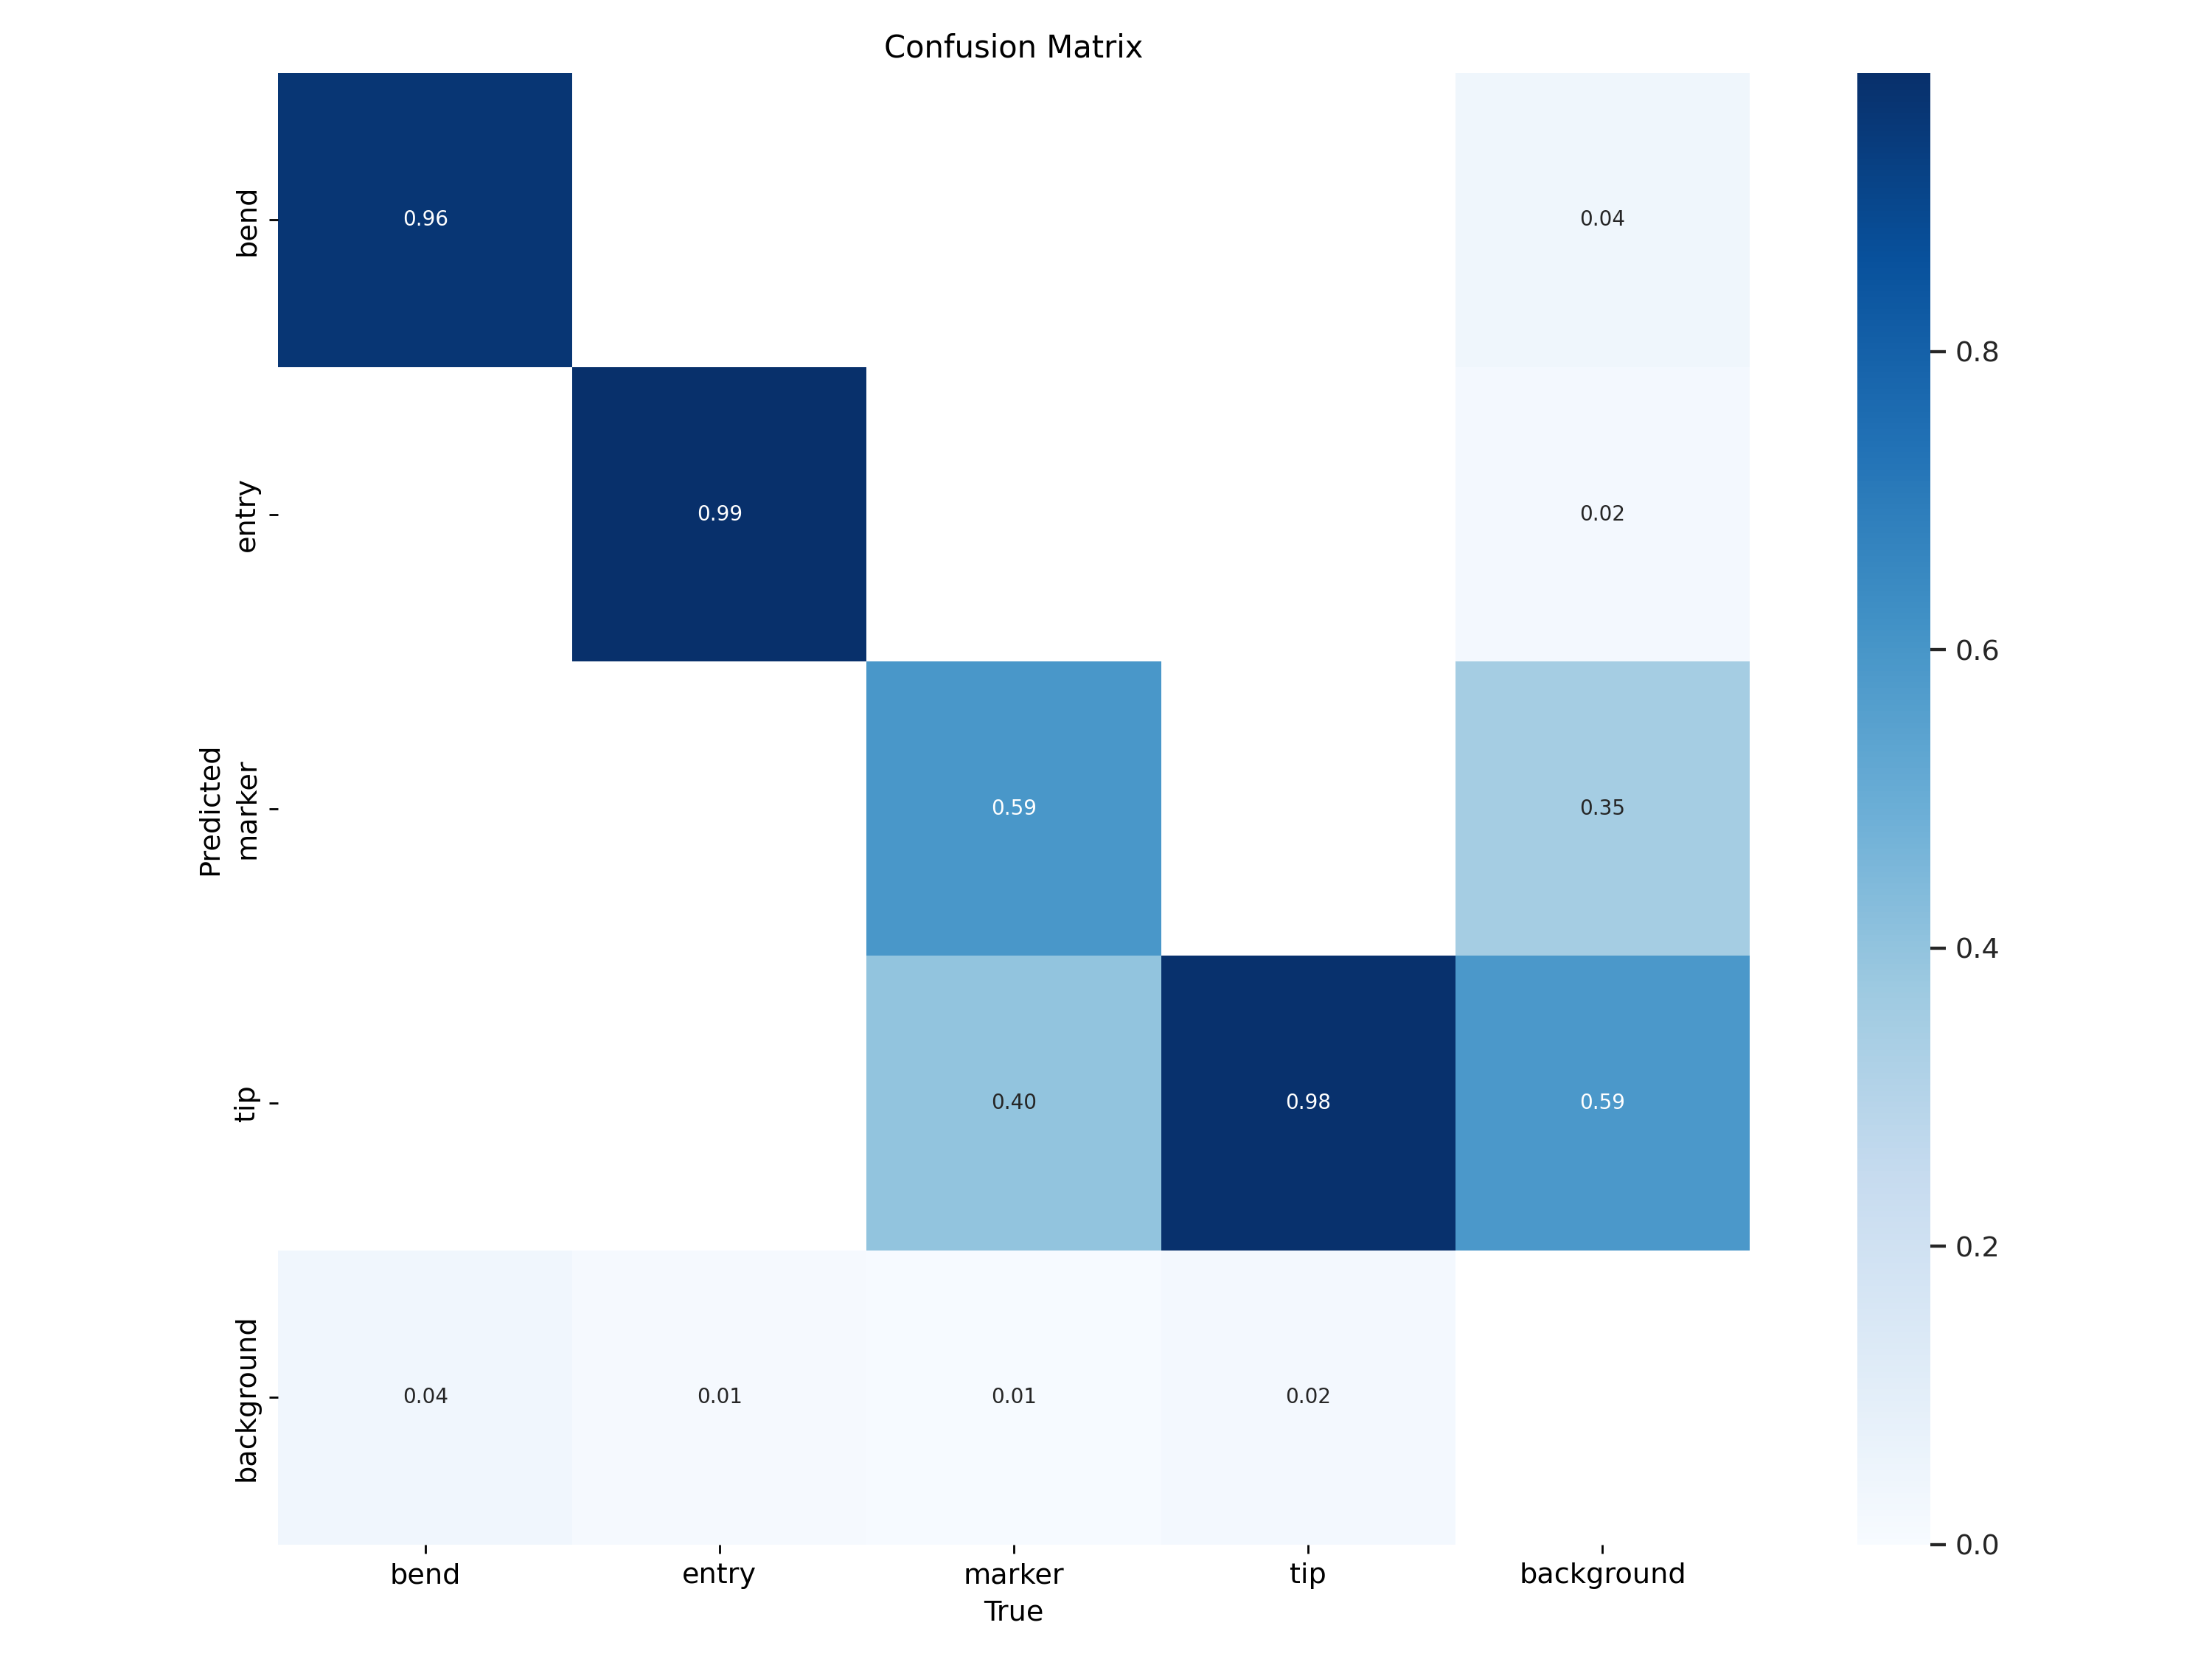 Confusion Matrix
bend
0.96
0.04
0.8
entry
0.99
0.02
0.6
Predicted
marker
0.59
0.35
0.4
tip
0.40
0.98
0.59
0.2
background
0.04
0.01
0.01
0.02
0.0
bend
entry
marker
tip
background
True